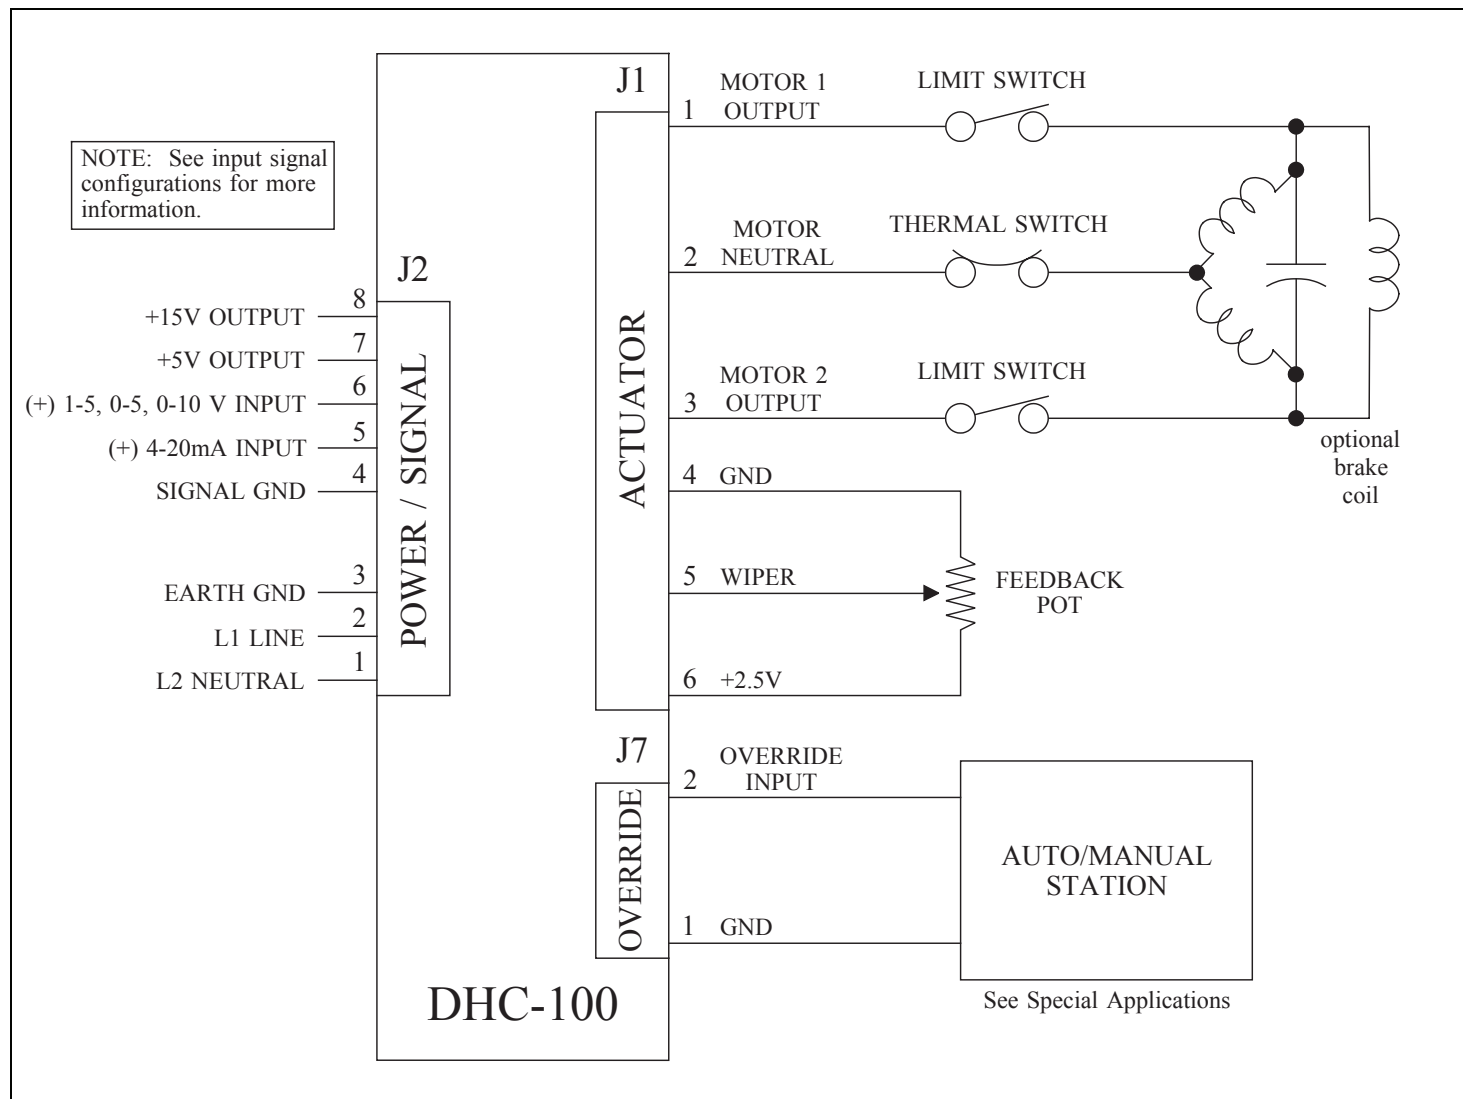 NOTE: See input signal
configurations for more
information.
J2
8
+15V OUTPUT
7
+5V OUTPUT
6
(+) 1-5, 0-5, 0-10 V INPUT
5
(+) 4-20mA INPUT
4
SIGNAL GND
3
EARTH GND
2
L1 LINE
1
L2 NEUTRAL
POWER / SIGNAL
J1
ACTUATOR
1
MOTOR 1
OUTPUT
LIMIT SWITCH
2
MOTOR
NEUTRAL
THERMAL SWITCH
3
MOTOR 2
OUTPUT
LIMIT SWITCH
optional
brake
coil
4
GND
5
WIPER
FEEDBACK
POT
6
+2.5V
J7
OVERRIDE
2
OVERRIDE
INPUT
1
GND
AUTO/MANUAL
STATION
See Special Applications
DHC-100